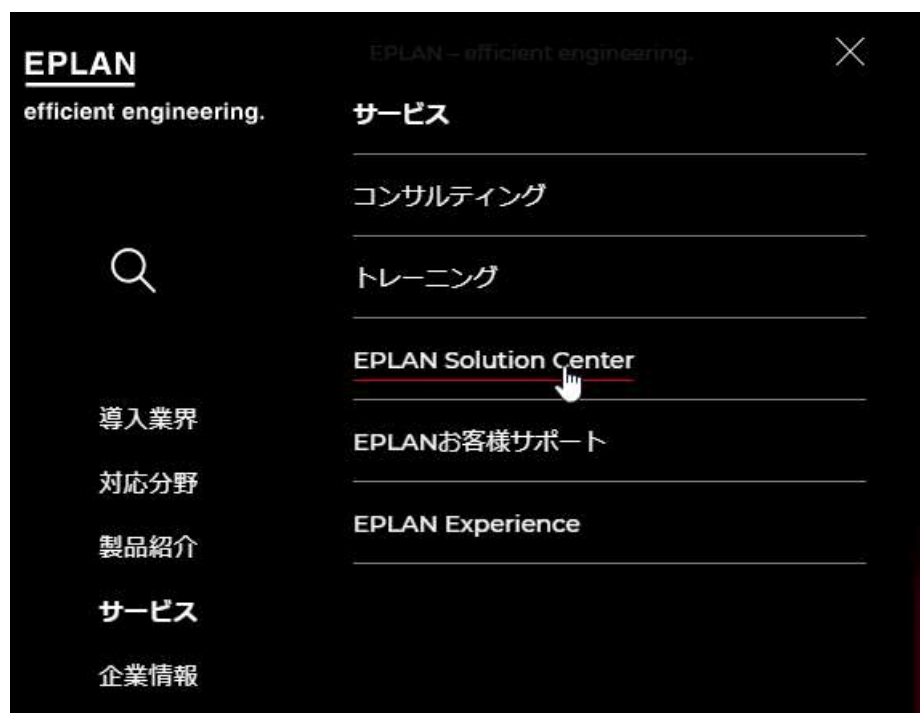 EPLAN
efficient engineering.
導入業界
対応分野
製品紹介
サービス
企業情報
EPLAN – efficient engineering.
サービス
コンサルティング
トレーニング
EPLAN Solution Center
EPLANお客様サポート
EPLAN Experience